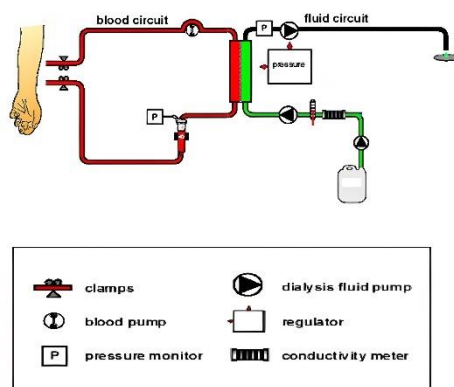 blood circuit
fluid circuit
P
pressure
P
clamps
dialysis fluid pump
blood pump
regulator
P
pressure monitor
conductivity meter